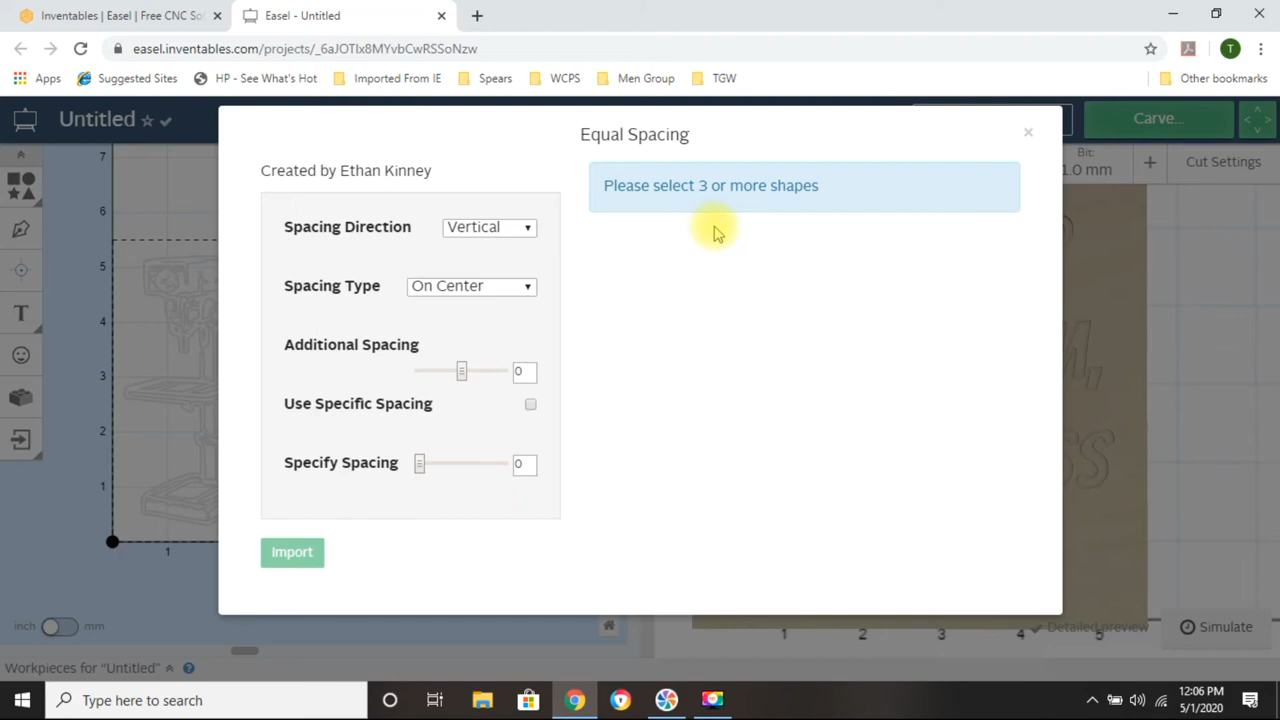 Inventables | Easel | Free CNC So
Easel - Untitled
easel.inventables.com/projects/_6aJOTlx8MYvbCwRSSoNzw
T
Apps
Suggested Sites
HP - See What's Hot
Imported From IE
Spears
WCPS
Men Group
TGW
Other bookmarks
Untitled
Carve...
Equal Spacing
Bit:
1.0 mm
Cut Settings
Created by Ethan Kinney
Please select 3 or more shapes
Spacing Direction
Vertical
Spacing Type
On Center
Additional Spacing
0
Use Specific Spacing
Specify Spacing
0
Import
7
6
5
4
3
2
1
1
T
M,
SS
inch
mm
1
2
3
4
5
Detailed preview
Simulate
Workpieces for “Untitled”
Type here to search
12:06 PM
5/1/2020